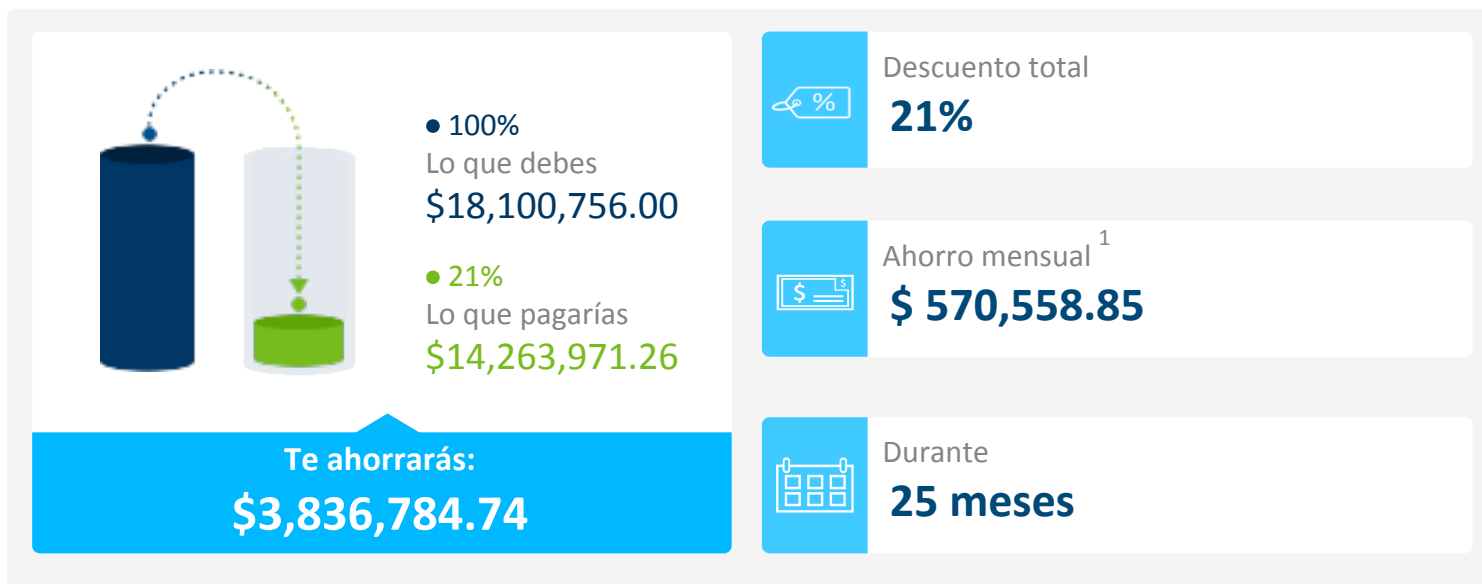 ● 100%
Lo que debes
$18,100,756.00
● 21%
Lo que pagarías
$14,263,971.26
Te ahorrarás:
$3,836,784.74
%
Descuento total
21%
$ $
Ahorro mensual 1
$ 570,558.85
Durante
25 meses